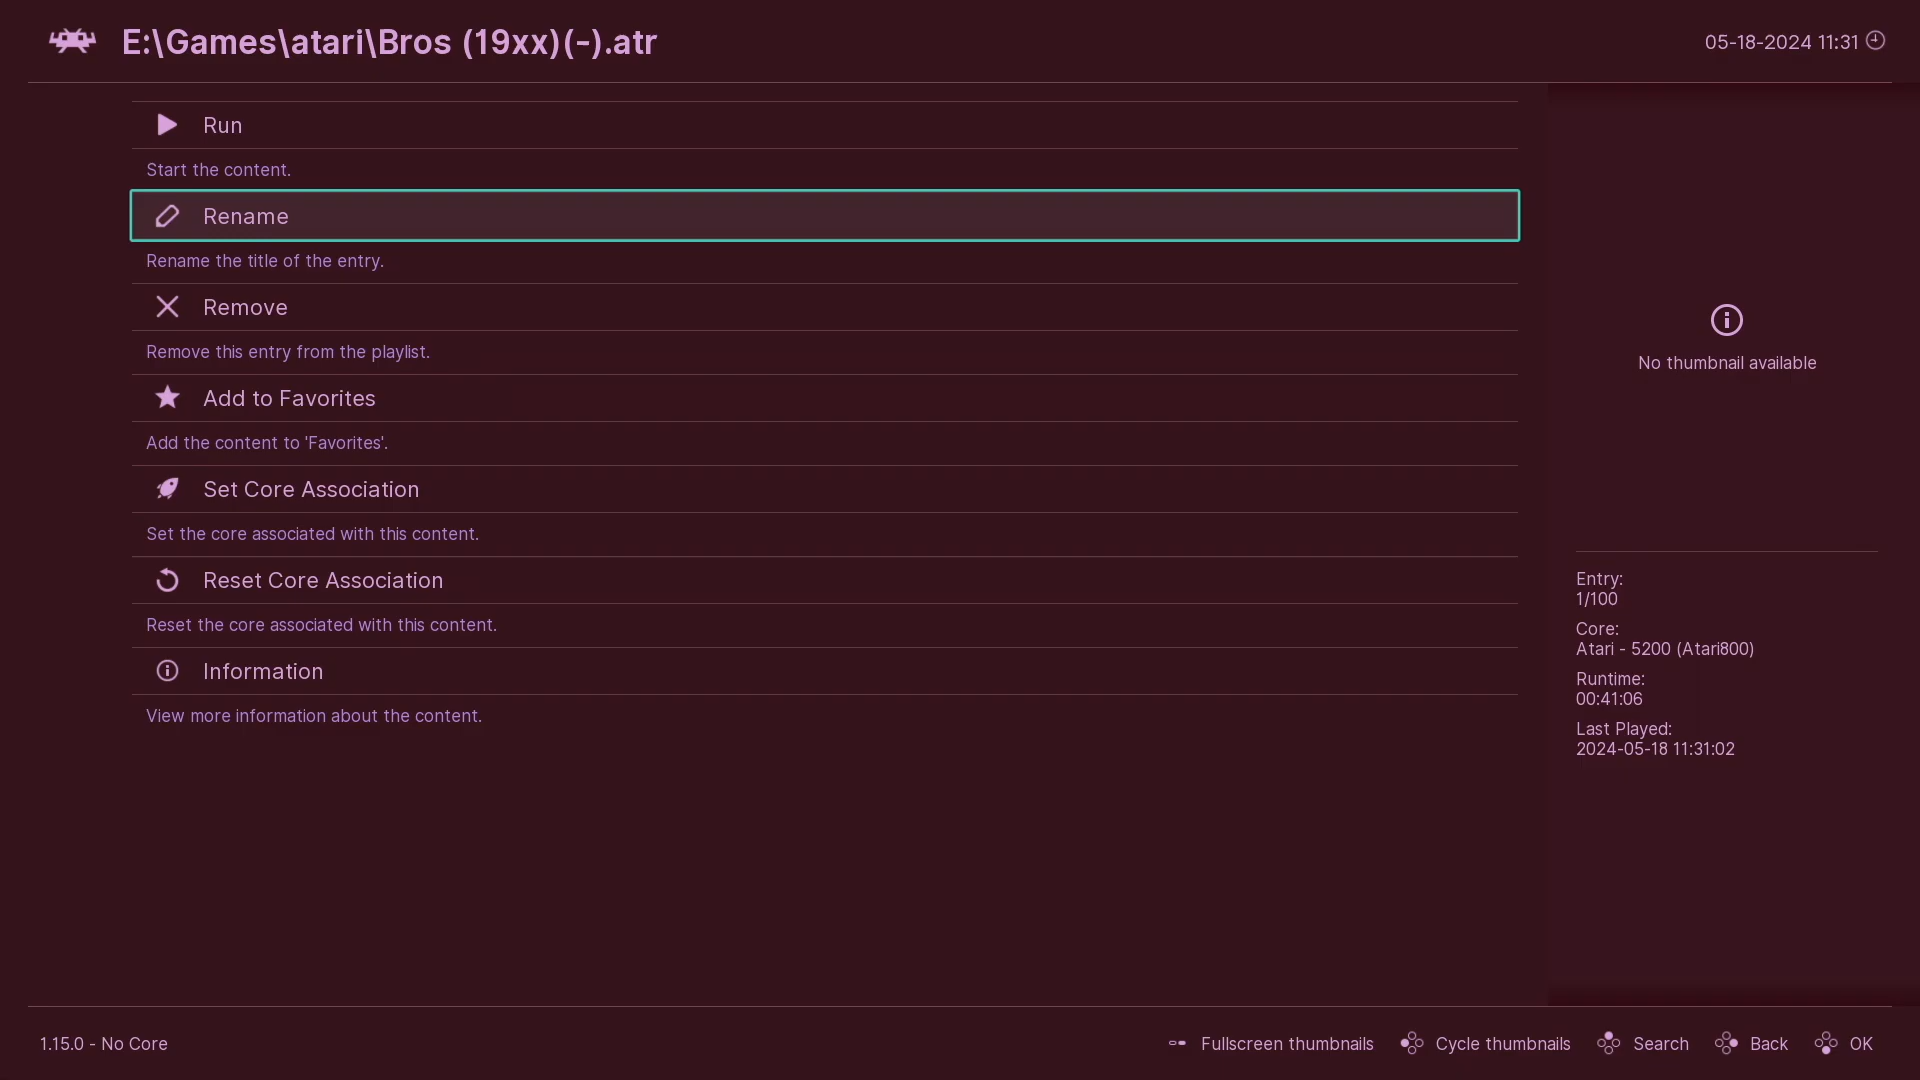 E:\Games\atari\Bros (19xx)(-).atr
05-18-2024 11:31
Run
Start the content.
Rename
Rename the title of the entry.
Remove
Remove this entry from the playlist.
Add to Favorites
Add the content to 'Favorites'.
Set Core Association
Set the core associated with this content.
Reset Core Association
Reset the core associated with this content.
Information
View more information about the content.
No thumbnail available
Entry:
1/100
Core:
Atari - 5200 (Atari800)
Runtime:
00:41:06
Last Played:
2024-05-18 11:31:02
1.15.0 - No Core
Fullscreen thumbnails
Cycle thumbnails
Search
Back
OK